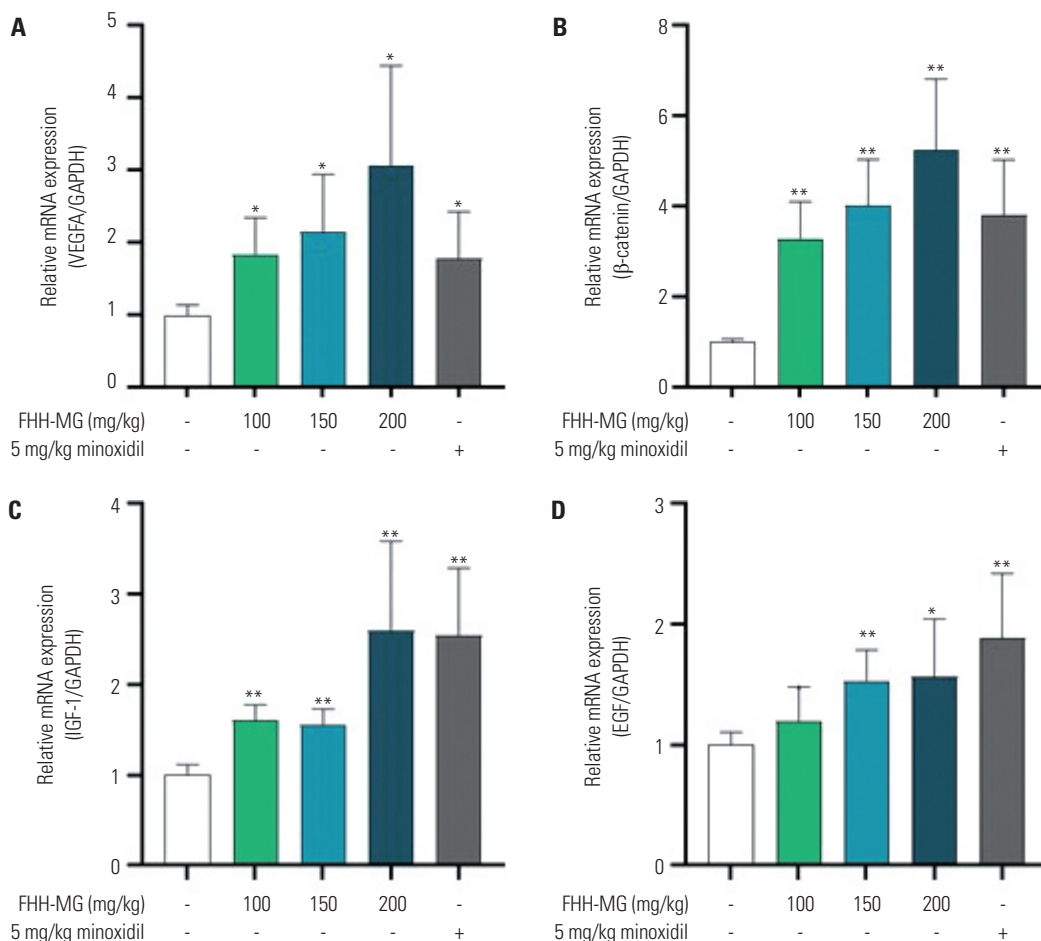 A
Relative mRNA expression
(VEGFA/GAPDH)
5
4
3
2
1
0
*
*
*
*
FHH-MG (mg/kg) - 100 150 200 -
5 mg/kg minoxidil - - - - +
B
Relative mRNA expression
(β-catenin/GAPDH)
8
6
4
2
0
**
**
**
**
FHH-MG (mg/kg) - 100 150 200 -
5 mg/kg minoxidil - - - - +
C
Relative mRNA expression
(IGF-1/GAPDH)
4
3
2
1
0
**
**
**
**
FHH-MG (mg/kg) - 100 150 200 -
5 mg/kg minoxidil - - - - +
D
Relative mRNA expression
(EGF/GAPDH)
3
2
1
0
**
*
**
FHH-MG (mg/kg) - 100 150 200 -
5 mg/kg minoxidil - - - - +